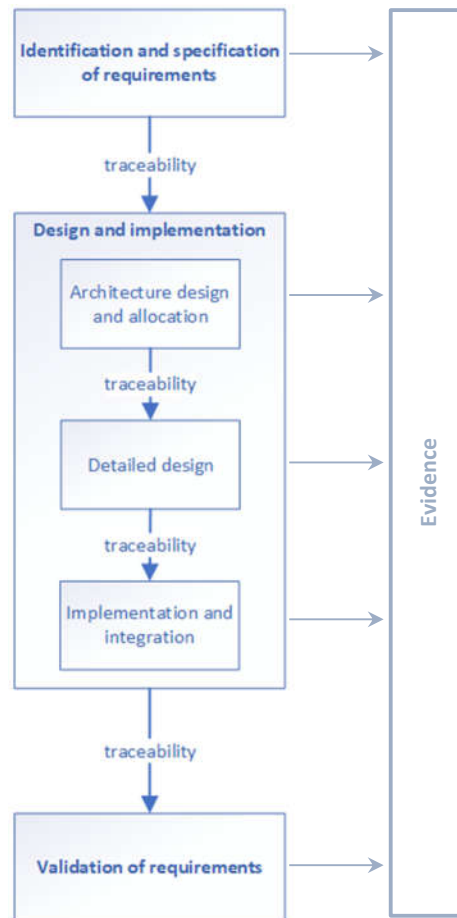 Identification and specification
of requirements
traceability
Design and implementation
Architecture design
and allocation
traceability
Detailed design
traceability
Implementation and
integration
traceability
Validation of requirements
Evidence